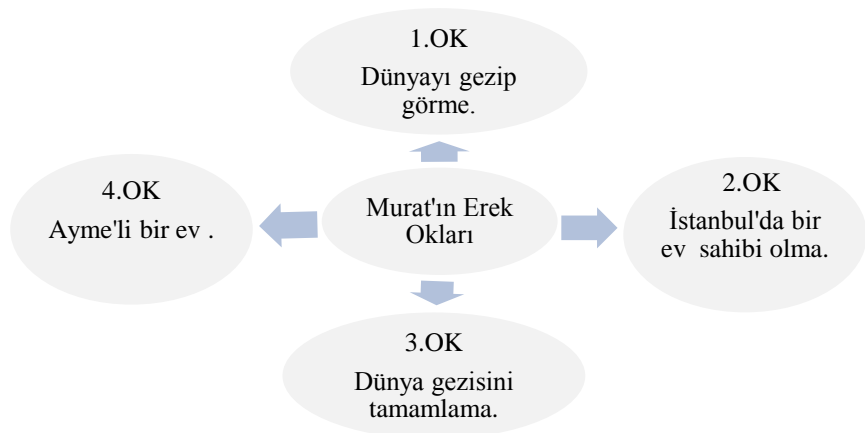 1.OK
Dünyayı gezip
görme.
4.OK
Ayme'li bir ev .
Murat'ın Erek
Okları
2.OK
İstanbul'da bir
ev sahibi olma.
3.OK
Dünya gezisini
tamamlama.